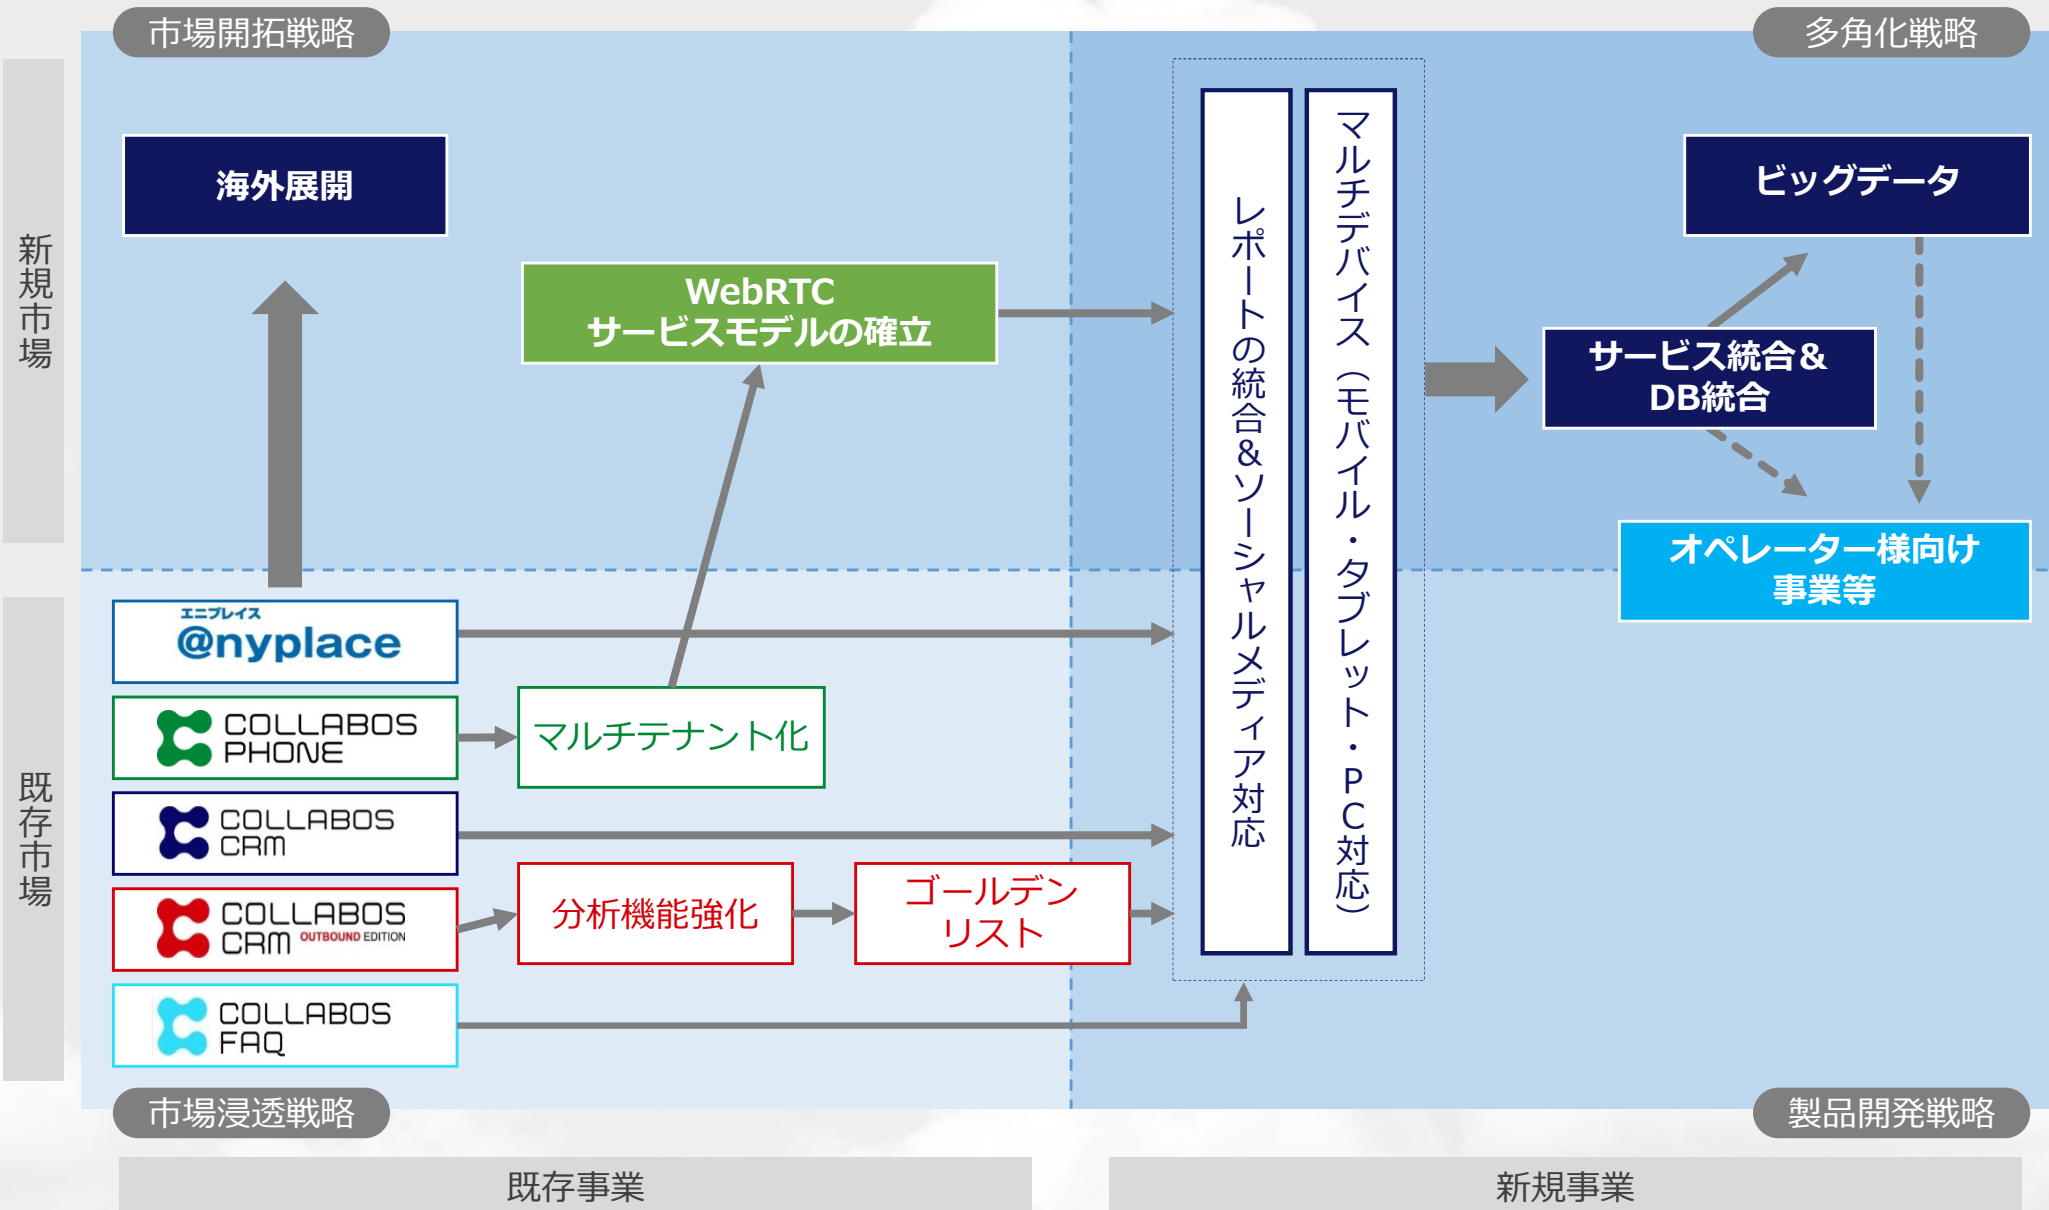 市場開拓戦略
多角化戦略
新規市場
海外展開
WebRTC
サービスモデルの確立
レポートの統合&ソーシャルメディア対応
マルチデバイス（モバイル・タブレット・PC対応）
ビッグデータ
サービス統合&
DB統合
オペレーター様向け
事業等
既存市場
エニプレイス
@nyplace
COLLABOS
PHONE
マルチテナント化
COLLABOS
CRM
COLLABOS
CRM OUTBOUND EDITION
分析機能強化
ゴールデン
リスト
COLLABOS
FAQ
市場浸透戦略
製品開発戦略
既存事業
新規事業